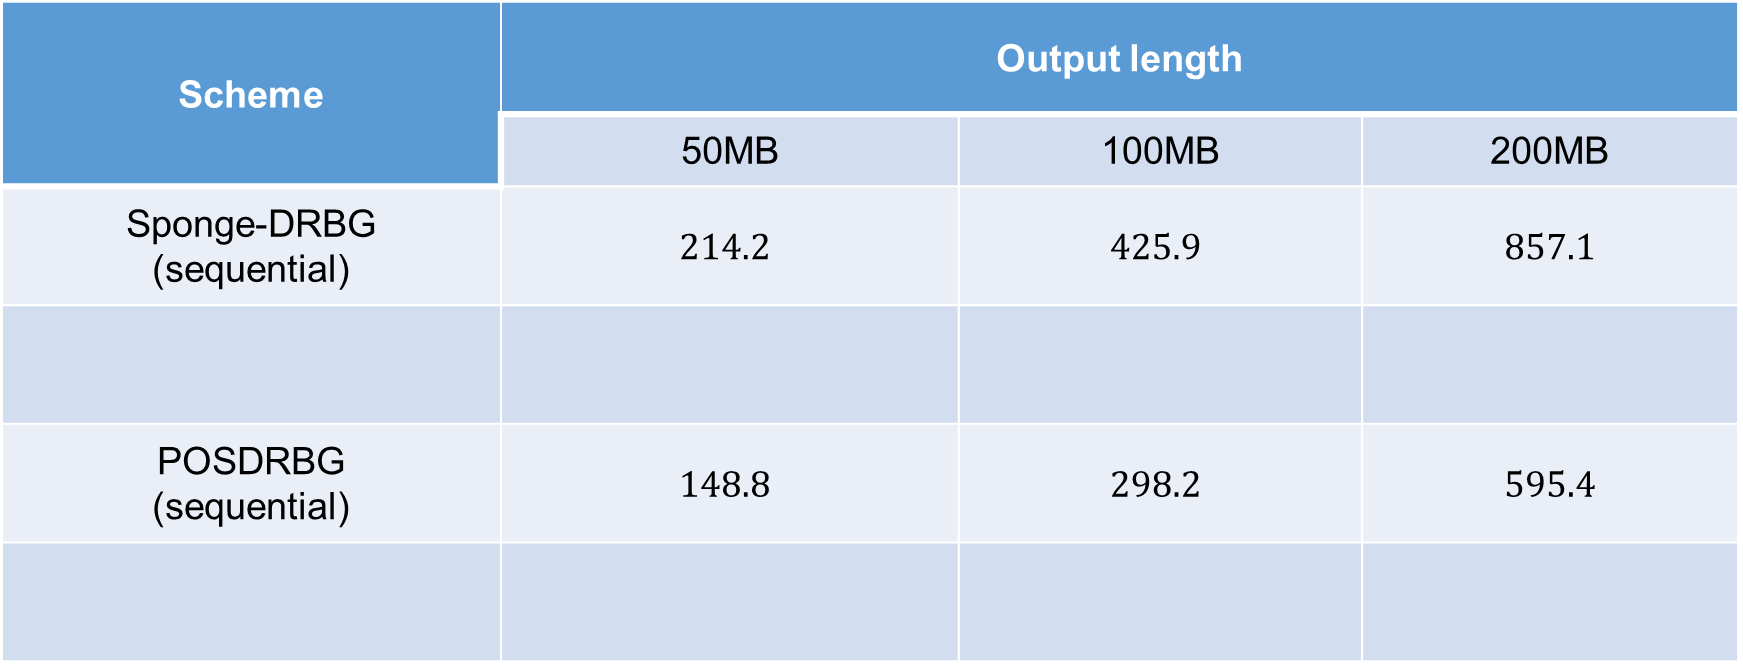 Scheme
Output length
50MB
100MB
200MB
Sponge-DRBG
(sequential)
214.2
425.9
857.1
POSDRBG
(sequential)
148.8
298.2
595.4